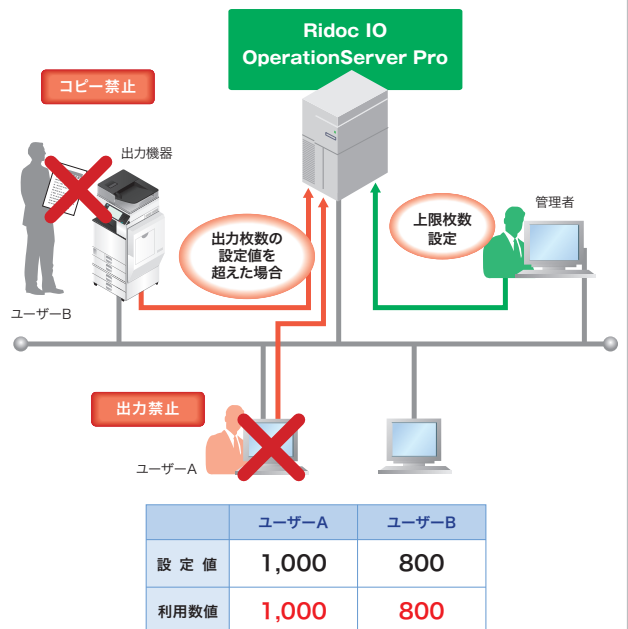 Ridoc IO
OperationServer Pro
コピー禁止
出力機器
管理者
上限枚数
設定
出力枚数の
設定値を
超えた場合
ユーザーB
出力禁止
ユーザーA
ユーザーA ユーザーB
設定値 1,000 800
利用数値 1,000 800